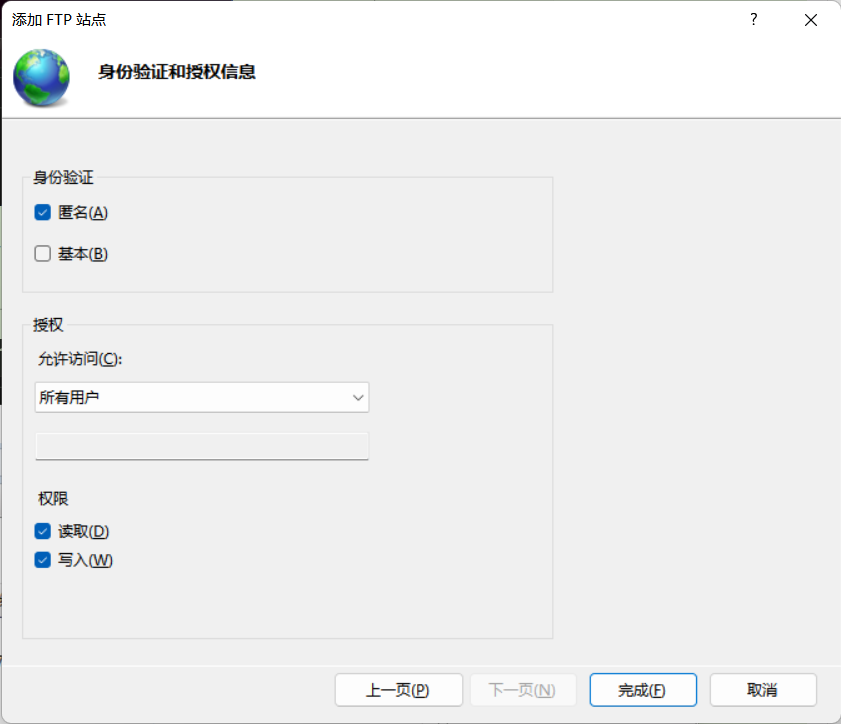 添加 FTP 站点
?
身份验证和授权信息
身份验证
匿名(A)
基本(B)
授权
允许访问(C):
所有用户
权限
读取(D)
写入(W)
上一页(P) 下一页(N) 完成(F) 取消